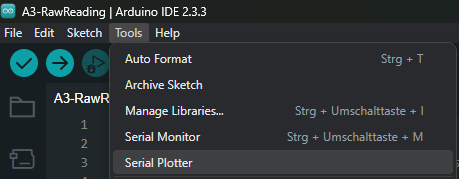 A3-RawReading | Arduino IDE 2.3.3
File Edit Sketch Tools Help
Auto Format Strg + T
Archive Sketch
A3-RawR
Manage Libraries... Strg + Umschalttaste + I
1
Serial Monitor Strg + Umschalttaste + M
2
Serial Plotter
3